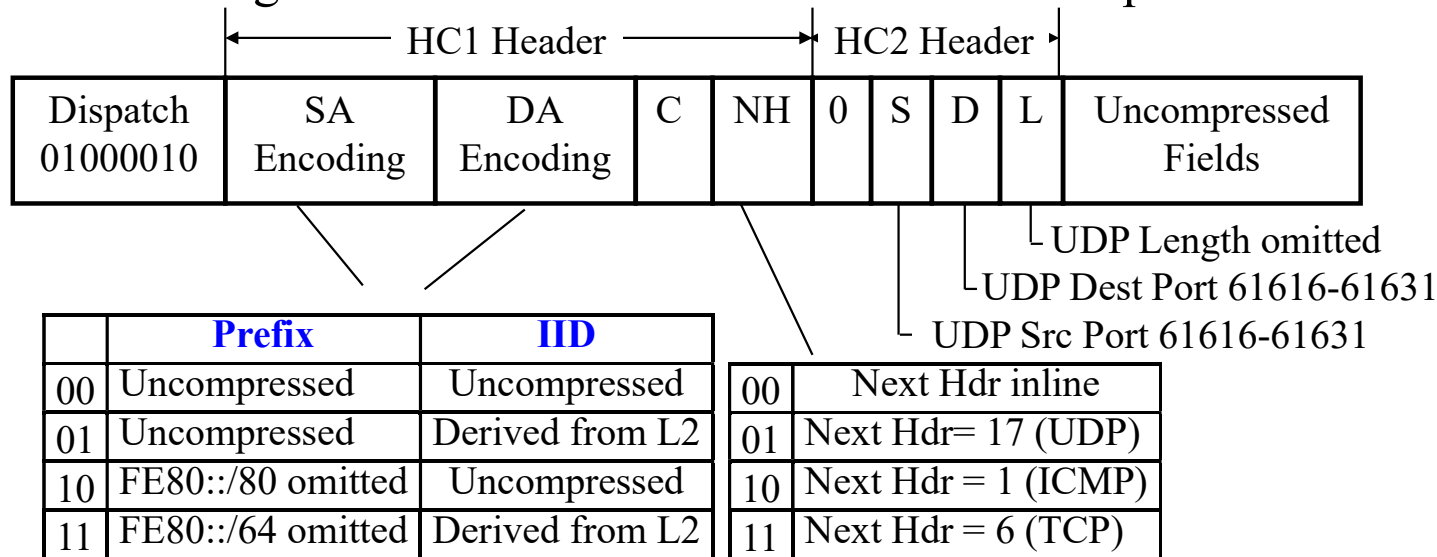 HC1 Header HC2 Header
Dispatch 01000010
SA Encoding
DA Encoding
C
NH
0
S
D
L
Uncompressed Fields
UDP Length omitted
UDP Dest Port 61616-61631
UDP Src Port 61616-61631
Prefix IID
00 Uncompressed Uncompressed
01 Uncompressed Derived from L2
10 FE80::/80 omitted Uncompressed
11 FE80::/64 omitted Derived from L2
00 Next Hdr inline
01 Next Hdr= 17 (UDP)
10 Next Hdr = 1 (ICMP)
11 Next Hdr = 6 (TCP)